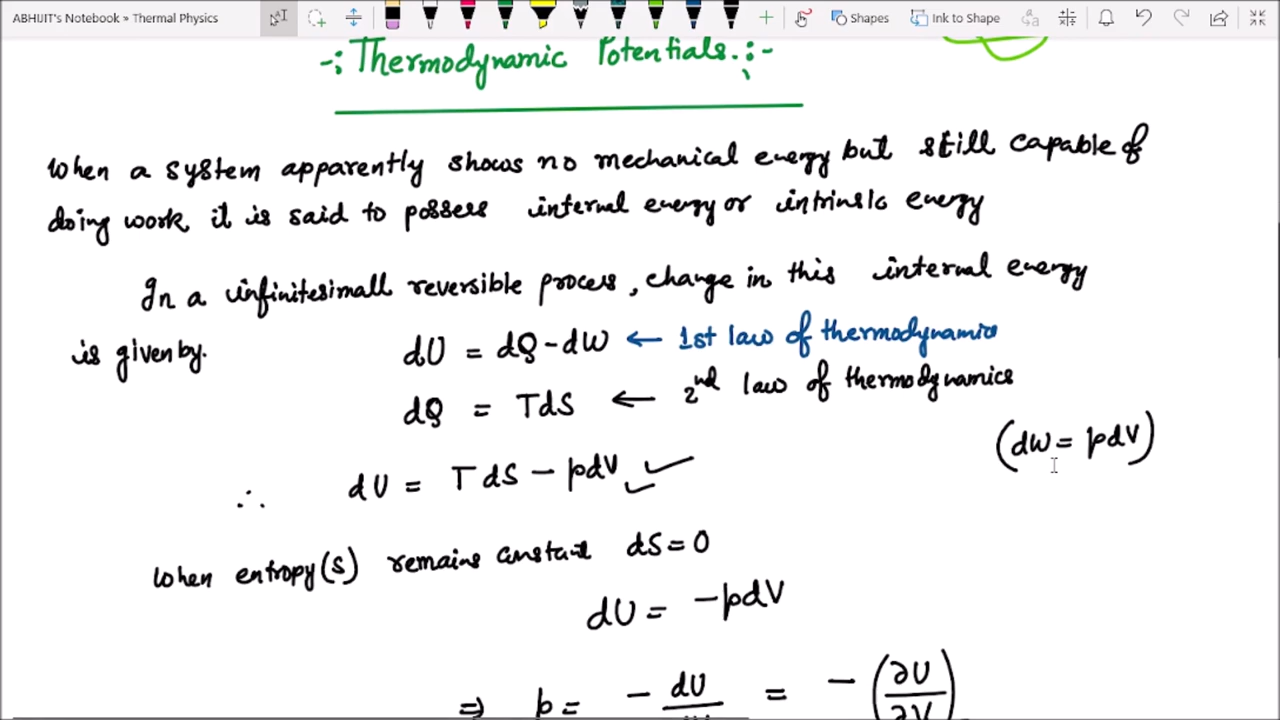 ABHIJIT's Notebook » Thermal Physics
Shapes
Ink to Shape
-: Thermodynamic Potentials. :-
When a system apparently shows no mechanical energy but still capable of
doing work it is said to possess internal energy or intrinsic energy
In a infinitesimall reversible process, change in this internal energy
is given by.
dU = dQ - dW ← 1st law of thermodynamics
dQ = TdS ← 2nd law of thermodynamics
(dW = pdV)
∴ dU = TdS - pdV
When entropy(S) remains constant dS = 0
dU = -pdV
⇒ p = - dU = - (∂U
∂V